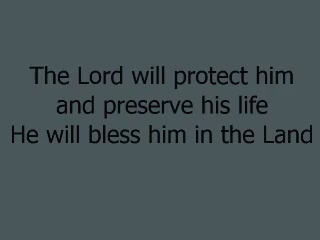 The Lord will protect him
and preserve his life
He will bless him in the Land